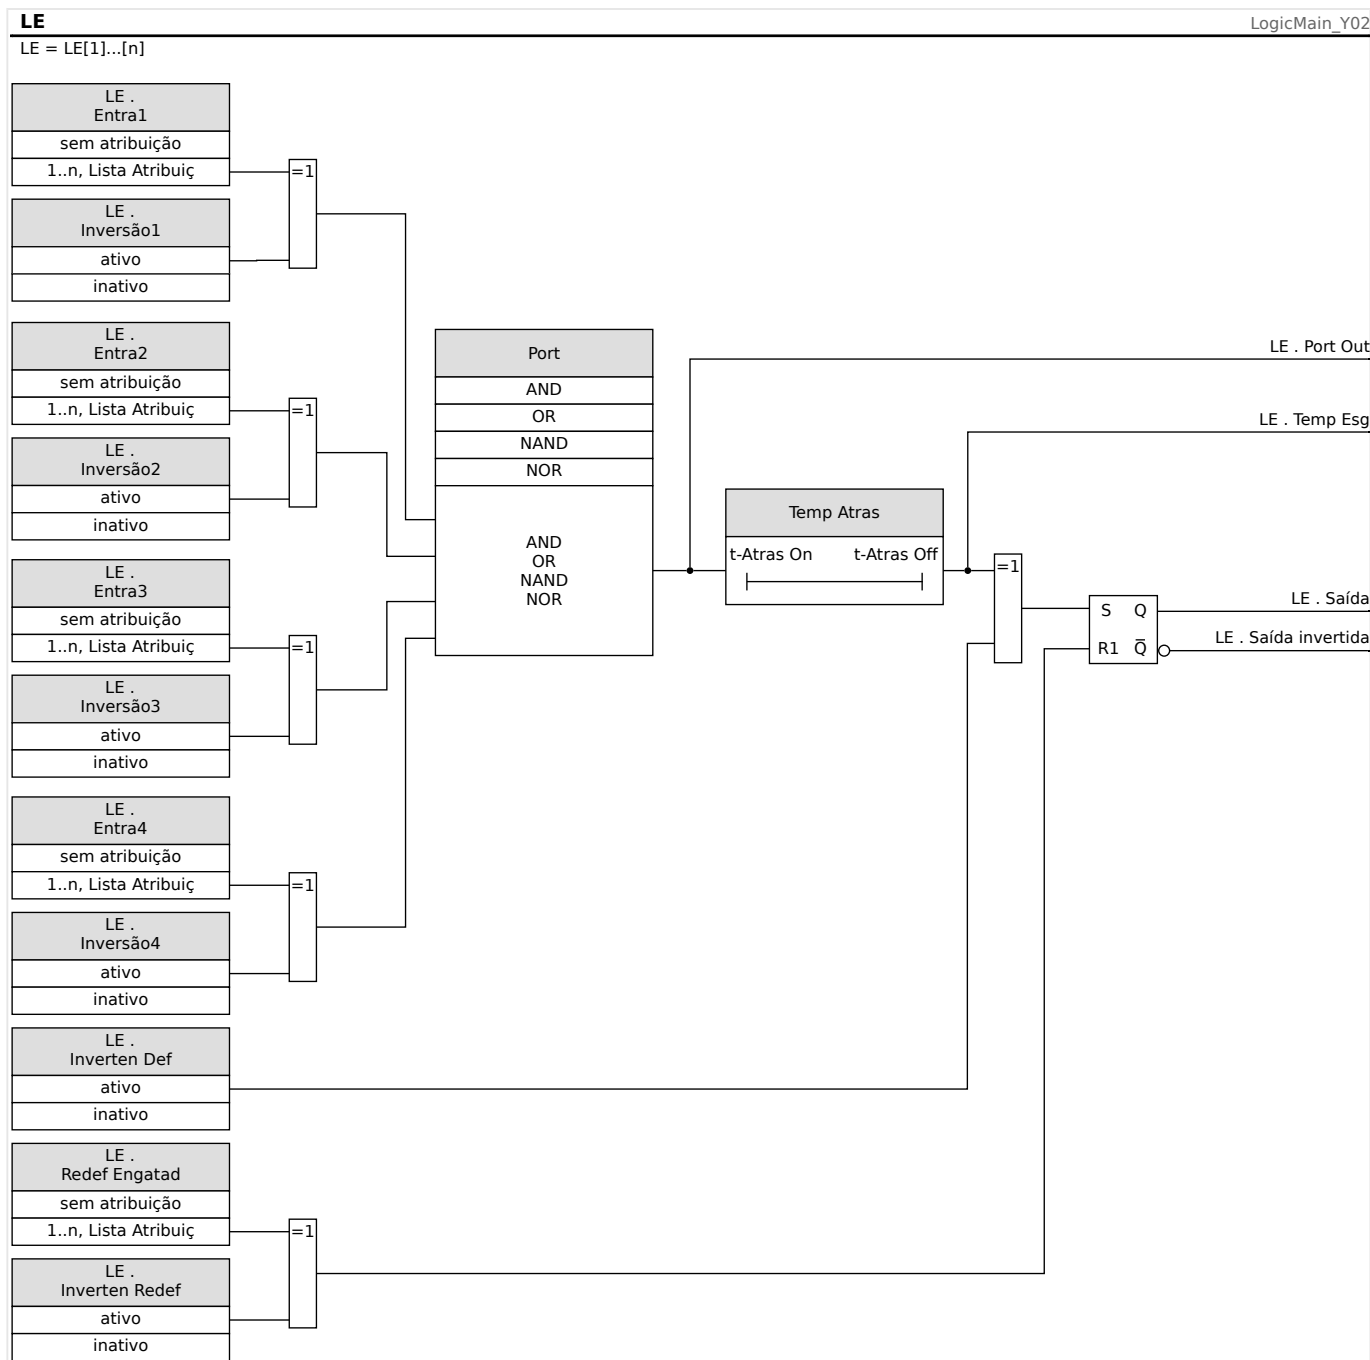 LE
LogicMain_Y02
LE = LE[1]...[n]
LE .
Entra1
sem atribuição
1..n, Lista Atribuiç
=1
LE .
Inversão1
ativo
inativo
LE .
Entra2
sem atribuição
1..n, Lista Atribuiç
=1
LE .
Inversão2
ativo
inativo
LE .
Entra3
sem atribuição
1..n, Lista Atribuiç
=1
LE .
Inversão3
ativo
inativo
LE .
Entra4
sem atribuição
1..n, Lista Atribuiç
=1
LE .
Inversão4
ativo
inativo
LE .
Inverten Def
ativo
inativo
LE .
Redef Engatad
sem atribuição
1..n, Lista Atribuiç
=1
LE .
Inverten Redef
ativo
inativo
Port
AND
OR
NAND
NOR
AND
OR
NAND
NOR
Temp Atras
t-Atras On t-Atras Off
=1
S Q
R1 Q̅
LE . Port Out
LE . Temp Esg
LE . Saída
LE . Saída invertida